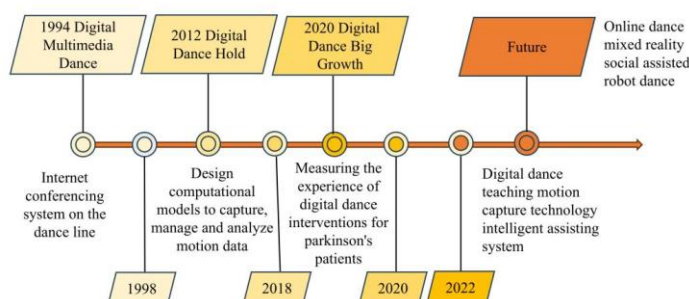 1994 Digital
Multimedia
Dance
2012 Digital
Dance Hold
2020 Digital
Dance Big
Growth
Future
Online dance
mixed reality
social assisted
robot dance
Internet
conferencing
system on the
dance line
Design
computational
models to capture,
manage and analyze
motion data
Measuring the
experience of
digital dance
interventions for
parkinson's
patients
Digital dance
teaching motion
capture technology
intelligent assisting
system
1998
2018
2020
2022